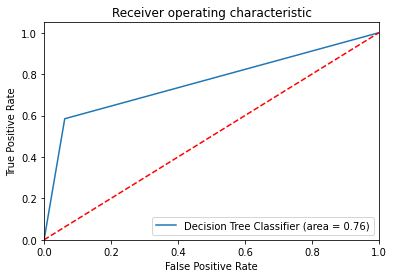 Receiver operating characteristic
1.0
0.8
0.6
0.4
0.2
0.0
True Positive Rate
Decision Tree Classifier (area = 0.76)
0.0 0.2 0.4 0.6 0.8 1.0
False Positive Rate